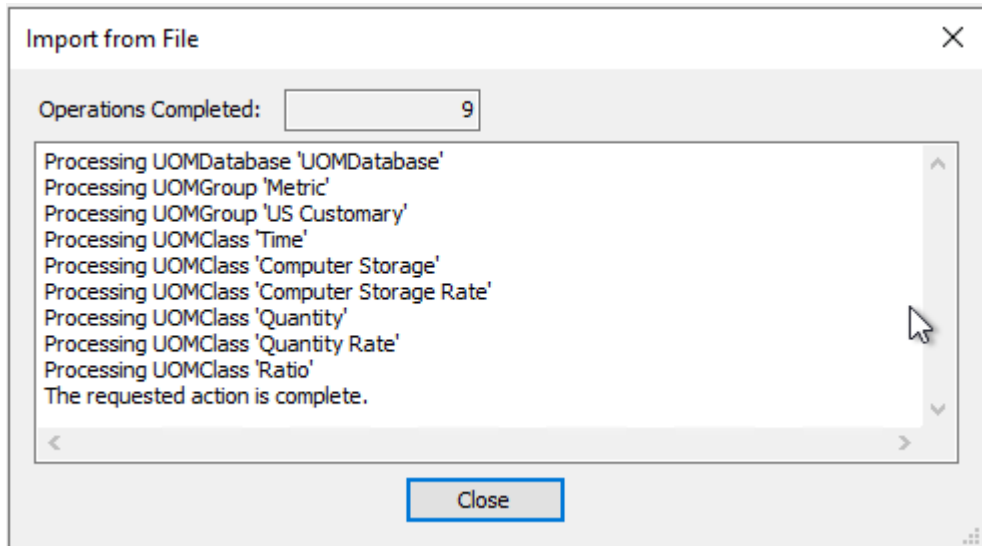 Import from File
Operations Completed: 9
Processing UOMDatabase 'UOMDatabase'
Processing UOMGroup 'Metric'
Processing UOMGroup 'US Customary'
Processing UOMClass 'Time'
Processing UOMClass 'Computer Storage'
Processing UOMClass 'Computer Storage Rate'
Processing UOMClass 'Quantity'
Processing UOMClass 'Quantity Rate'
Processing UOMClass 'Ratio'
The requested action is complete.
Close